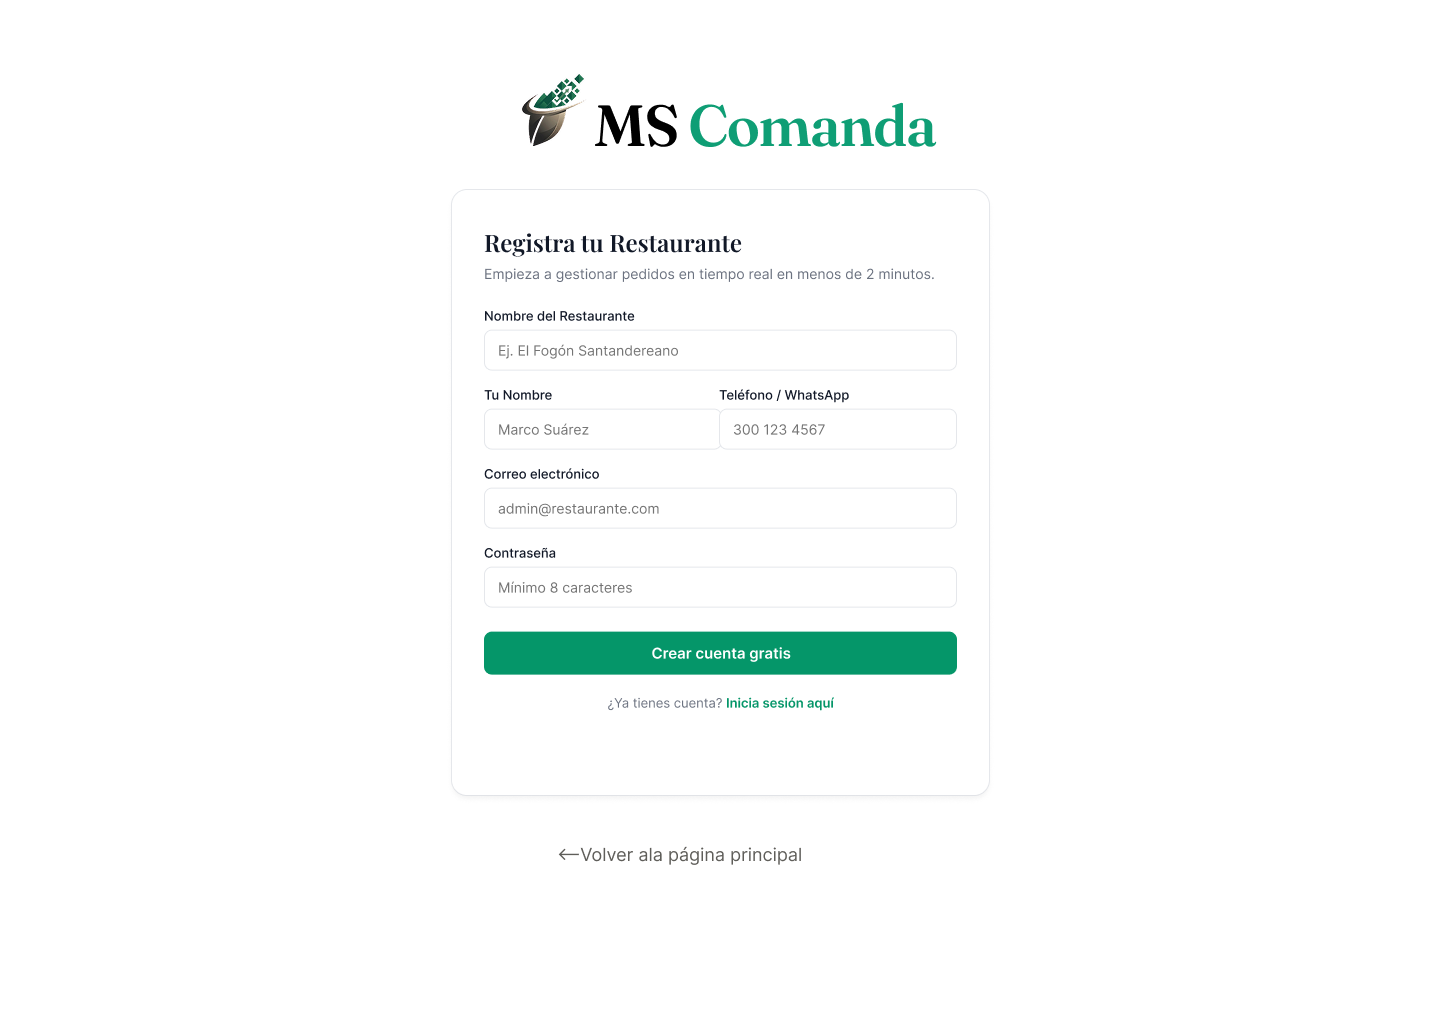 MS Comanda
Registra tu Restaurante
Empieza a gestionar pedidos en tiempo real en menos de 2 minutos.
Nombre del Restaurante
Ej. El Fogón Santandereano
Tu Nombre
Teléfono / WhatsApp
Marco Suárez
300 123 4567
Correo electrónico
admin@restaurante.com
Contraseña
Mínimo 8 caracteres
Crear cuenta gratis
¿Ya tienes cuenta? Inicia sesión aquí
←Volver ala página principal